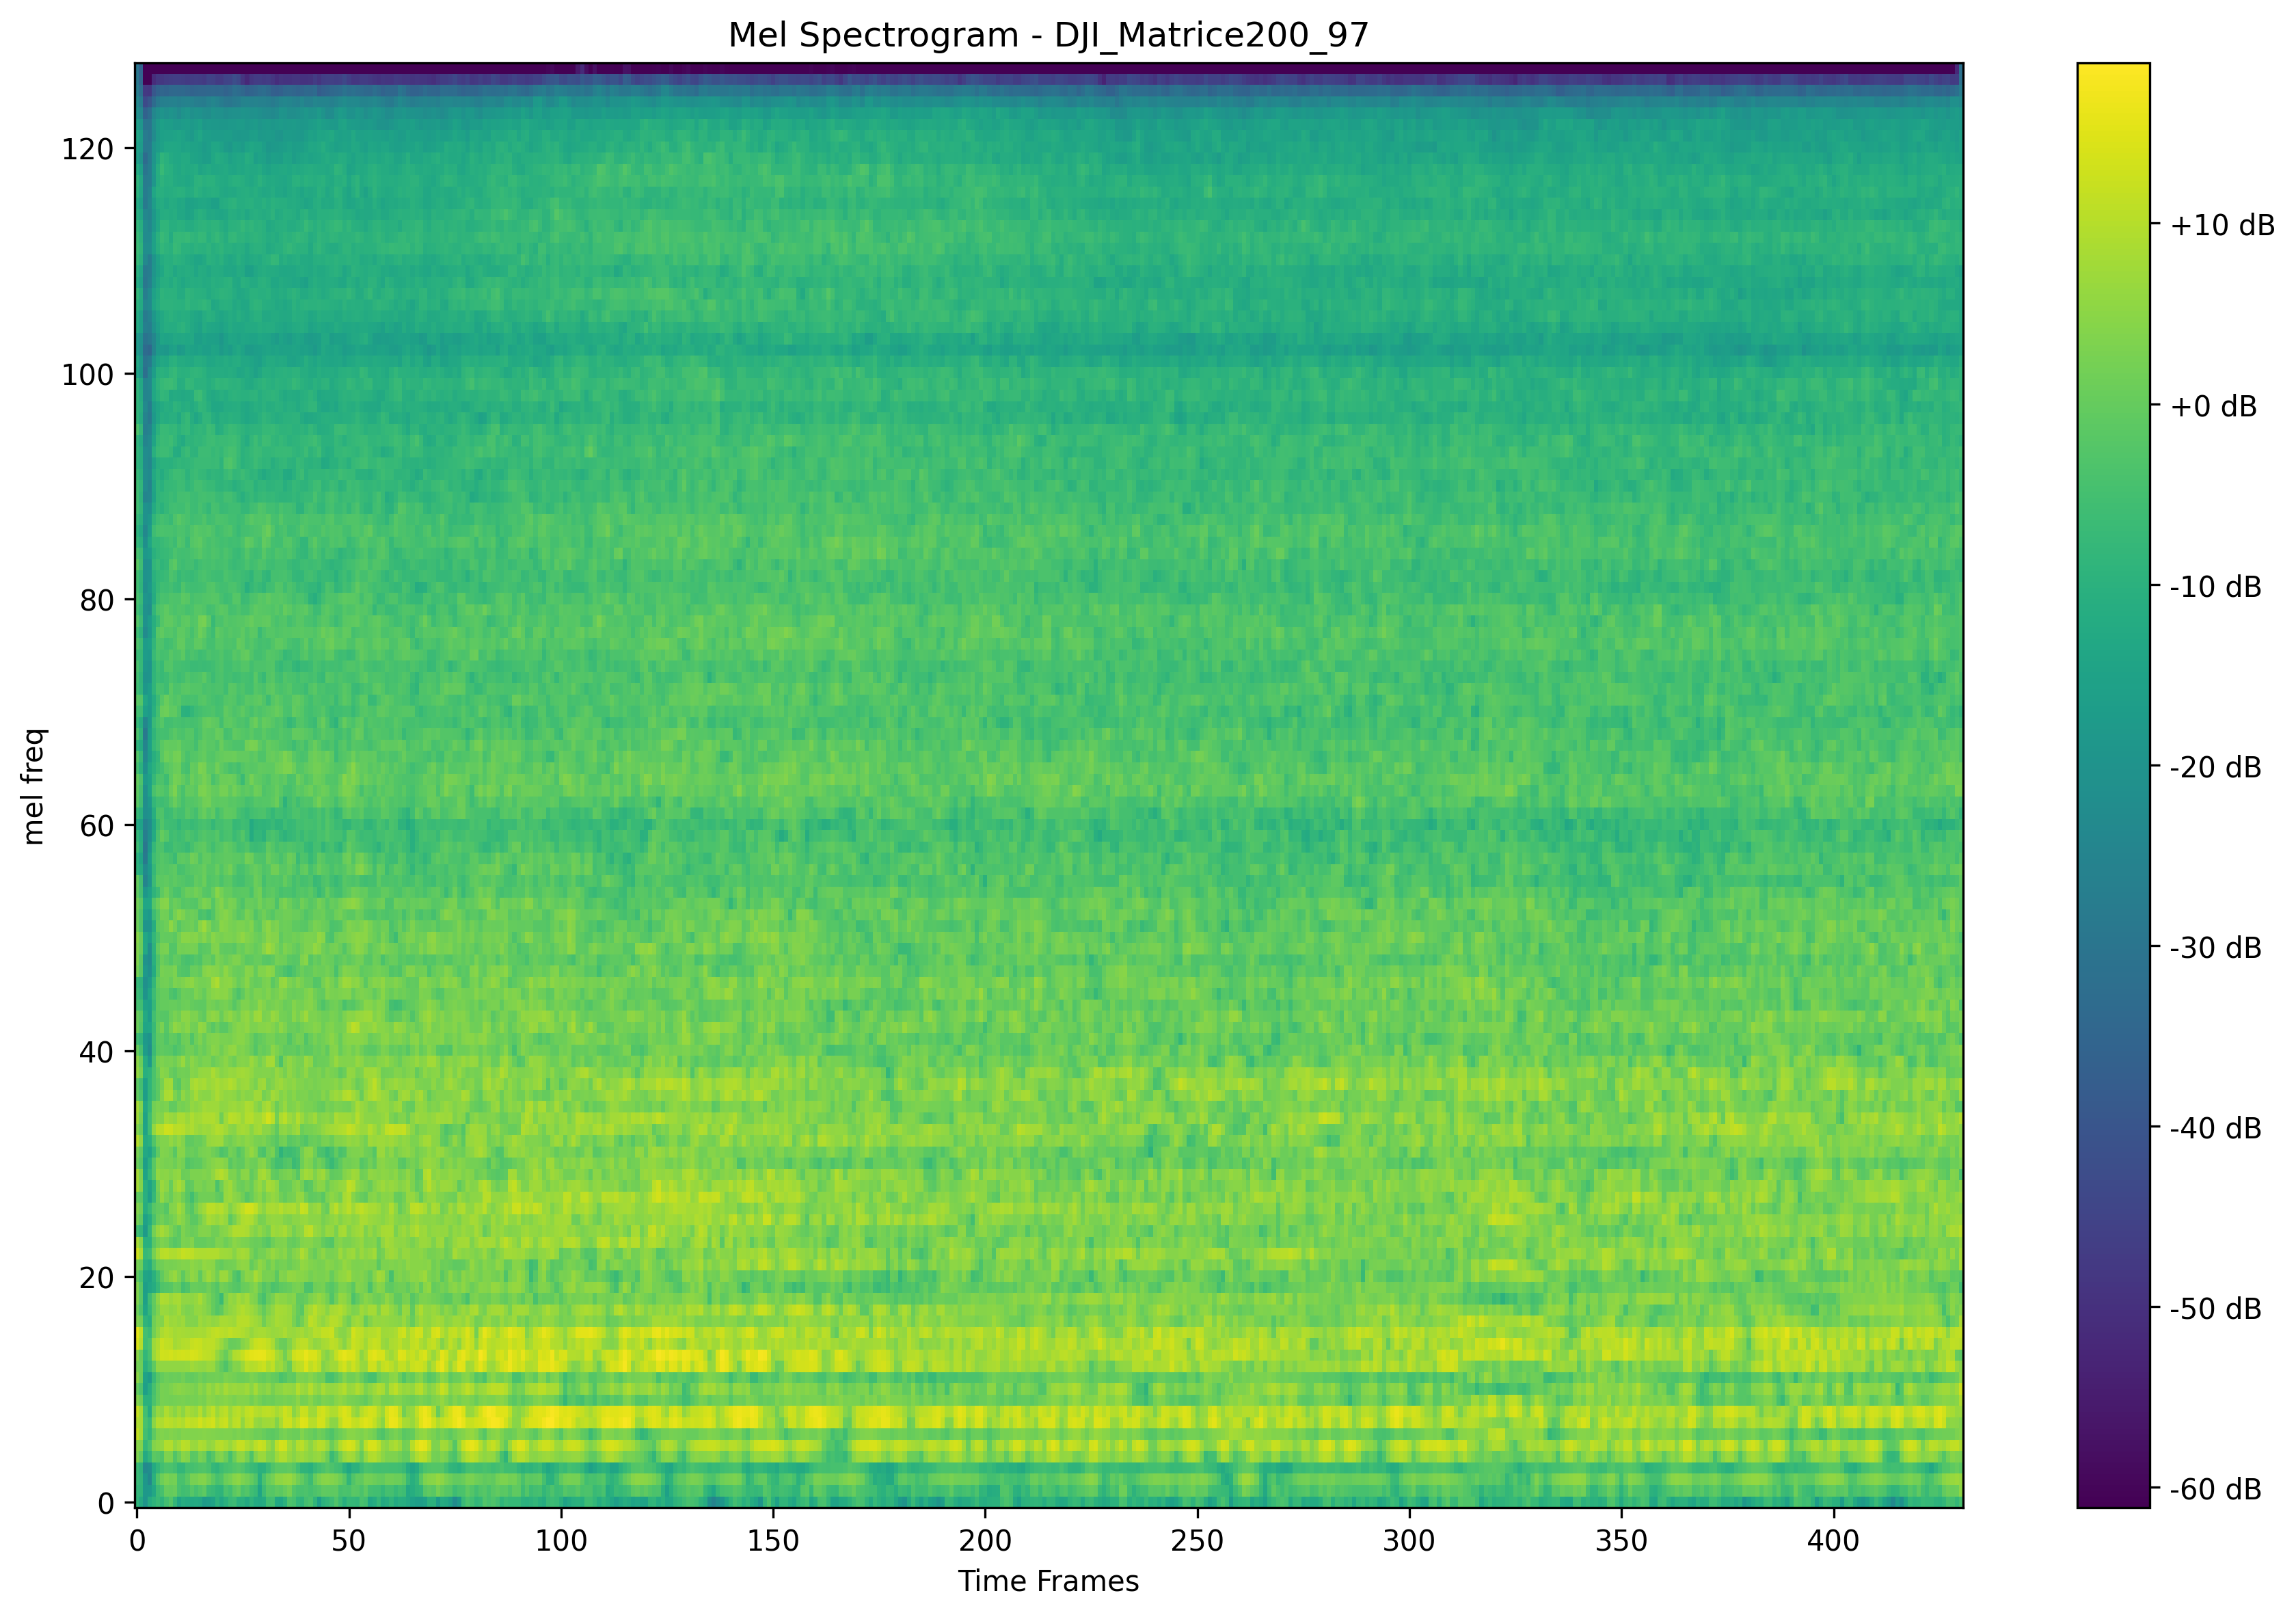 Mel Spectrogram - DJI_Matrice200_97
120
100
80
60
40
20
0
mel freq
0 50 100 150 200 250 300 350 400
Time Frames
+10 dB
+0 dB
-10 dB
-20 dB
-30 dB
-40 dB
-50 dB
-60 dB